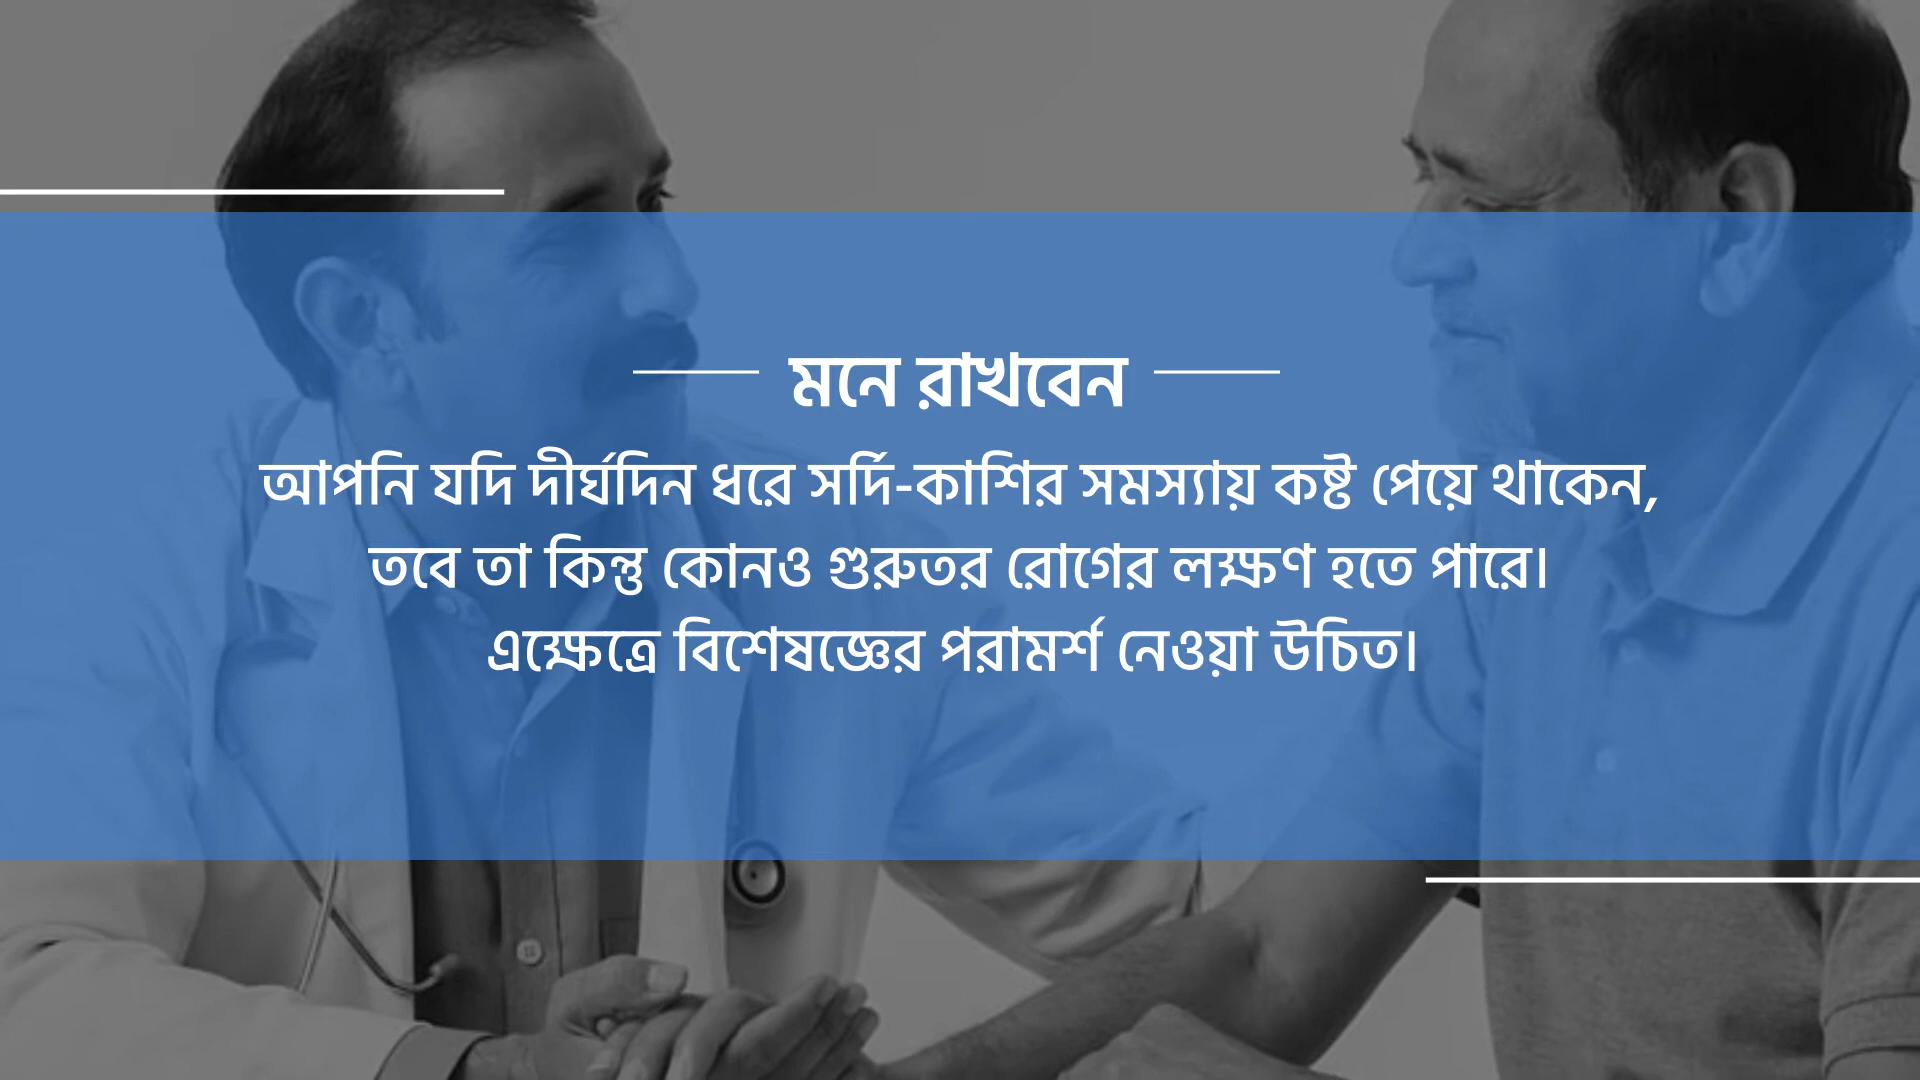 মনে রাখবেন
আপনি যদি দীর্ঘদিন ধরে সর্দি-কাশির সমস্যায় কষ্ট পেয়ে থাকেন,
তবে তা কিন্তু কোনও গুরুতর রোগের লক্ষণ হতে পারে।
এক্ষেত্রে বিশেষজ্ঞের পরামর্শ নেওয়া উচিত।